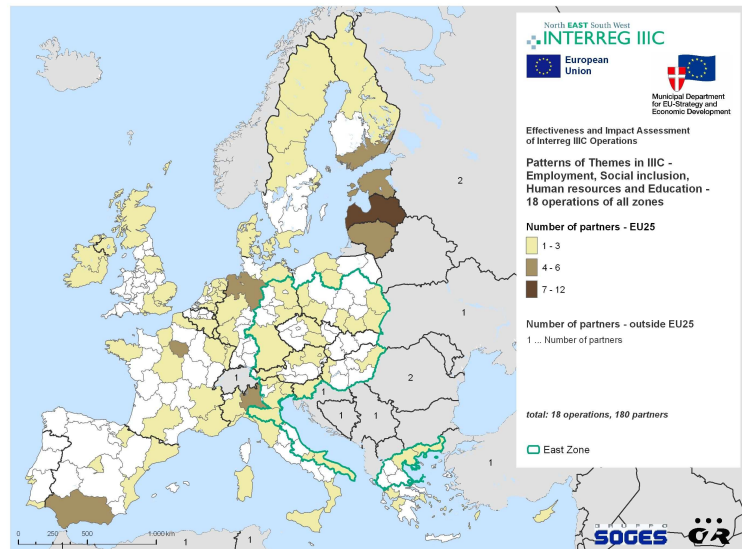 North EAST South West
INTERREG IIIC
European
Union
Municipal Department
for EU-Strategy and
Economic Development
Effectiveness and Impact Assessment
of Interreg IIIC Operations
Patterns of Themes in IIIC -
Employment, Social inclusion,
Human resources and Education -
18 operations of all zones
Number of partners - EU25
1 - 3
4 - 6
7 - 12
Number of partners - outside EU25
1 ... Number of partners
total: 18 operations, 180 partners
East Zone
2
1
2
1
1
1
1
1
1
1
0 250 500 1.000 km
GRUPPO
SOGES
ÖIR